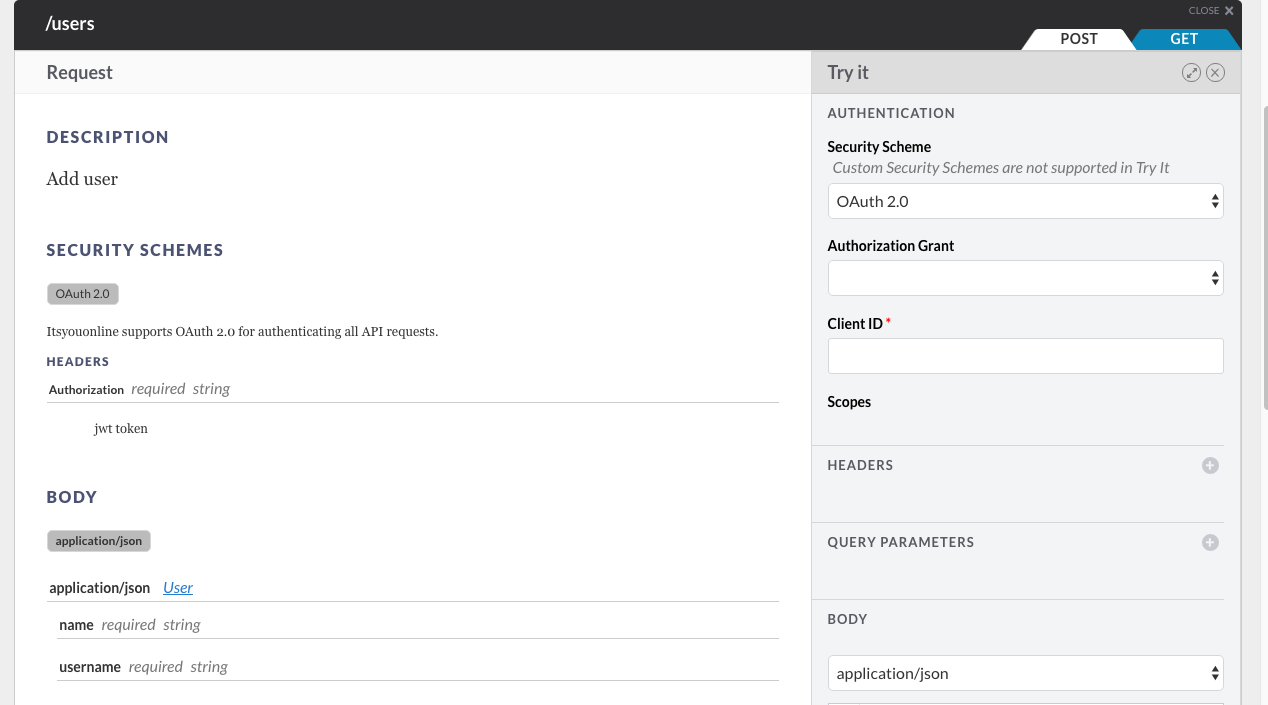 /users
CLOSE ×
POST
GET
Request
DESCRIPTION
Add user
SECURITY SCHEMES
OAuth 2.0
Itsyouonline supports OAuth 2.0 for authenticating all API requests.
HEADERS
Authorization required string
jwt token
BODY
application/json
application/json User
name required string
username required string
Try it
AUTHENTICATION
Security Scheme
Custom Security Schemes are not supported in Try It
OAuth 2.0
Authorization Grant
Client ID *
Scopes
HEADERS
QUERY PARAMETERS
BODY
application/json